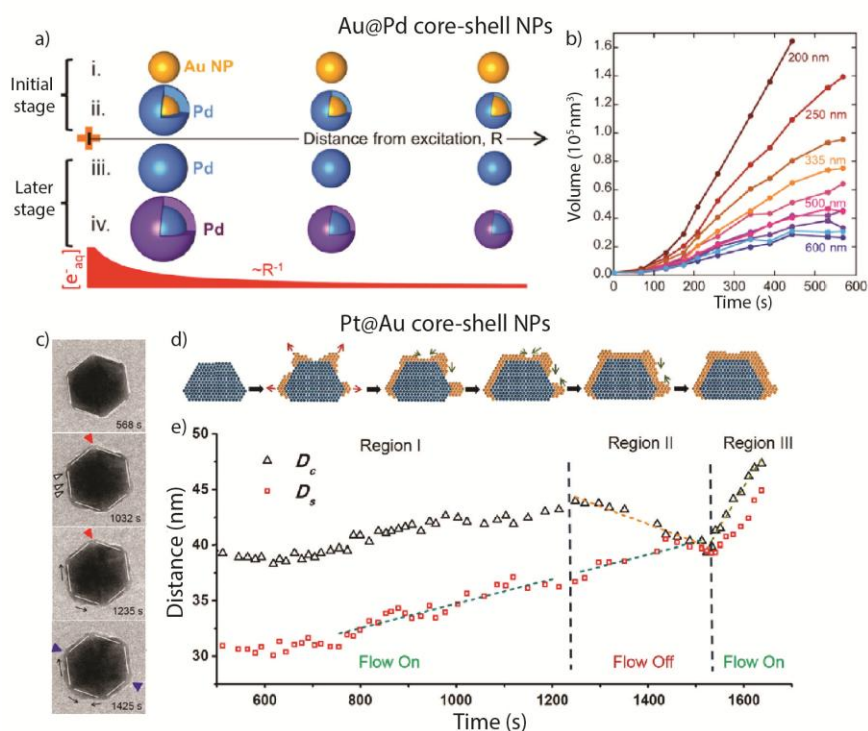 Au@Pd core-shell NPs
a)
Initial
stage
i.
Au NP
ii.
Pd
Distance from excitation, R
Later
stage
iii.
Pd
iv.
Pd
[e⁻aq]
~R⁻¹
b)
Volume (10⁵ nm³)
1.6
1.4
1.2
1.0
0.8
0.6
0.4
0.2
0.0
200 nm
250 nm
335 nm
500 nm
600 nm
0 100 200 300 400 500 600
Time (s)
Pt@Au core-shell NPs
c)
568 s
1032 s
1235 s
1425 s
d)
e)
Distance (nm)
50
45
40
35
30
Region I
Region II
Region III
Dc
Ds
Flow On
Flow Off
Flow On
600 800 1000 1200 1400 1600
Time (s)